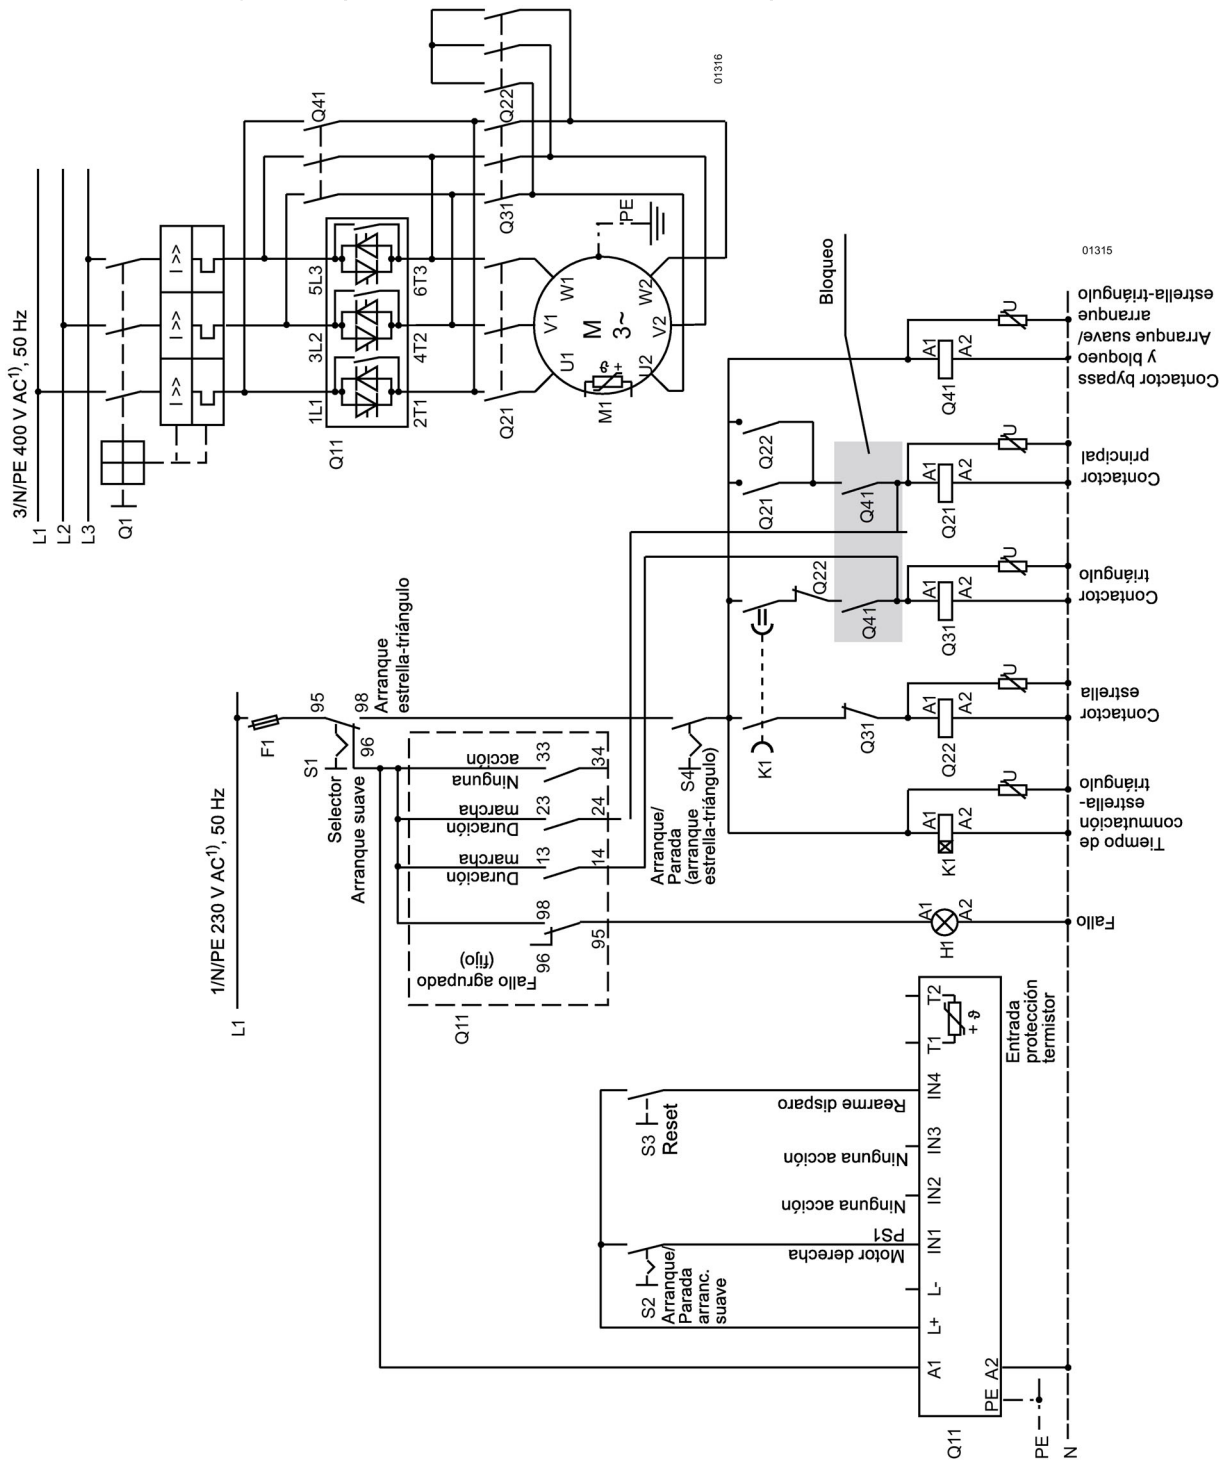 3/N/PE 400 V AC1), 50 Hz
L1
L2
L3
Q1
I >>
I >>
I >>
Q11
1L1
3L2
5L3
2T1
4T2
6T3
Q41
Q21
Q31
Q22
U1
V1
W1
M
3~
U2
V2
W2
M1
+ ϑ
PE
01316
1/N/PE 230 V AC1), 50 Hz
L1
F1
S1
Selector
95
98
96
Arranque
estrella-triángulo
Arranque suave
Q11
Fallo agrupado
(fijo)
96
98
95
Duración
marcha
13
14
Duración
marcha
23
24
Ninguna
acción
33
34
S4
Arranque/
Parada
(arranque
estrella-triángulo)
K1
Q31
Q22
Q41
Q21
Q22
Q41
Bloqueo
S2
Arranque/
Parada
arranc.
suave
S3
Reset
Motor derecha
PS1
Ninguna acción
Ninguna acción
Rearme disparo
Q11
A1
L+
L-
IN1
IN2
IN3
IN4
T1
T2
+ ϑ
PE
A2
Entrada
protección
termistor
H1
A1
A2
K1
A1
A2
U
Q22
A1
A2
U
Q31
A1
A2
U
Q21
A1
A2
U
Q41
A1
A2
U
PE
N
Fallo
Tiempo de
conmutación
estrella-
triángulo
Contactor
estrella
Contactor
triángulo
Contactor
principal
Contactor bypass
y bloqueo
Arranque suave/
arranque
estrella-triángulo
01315